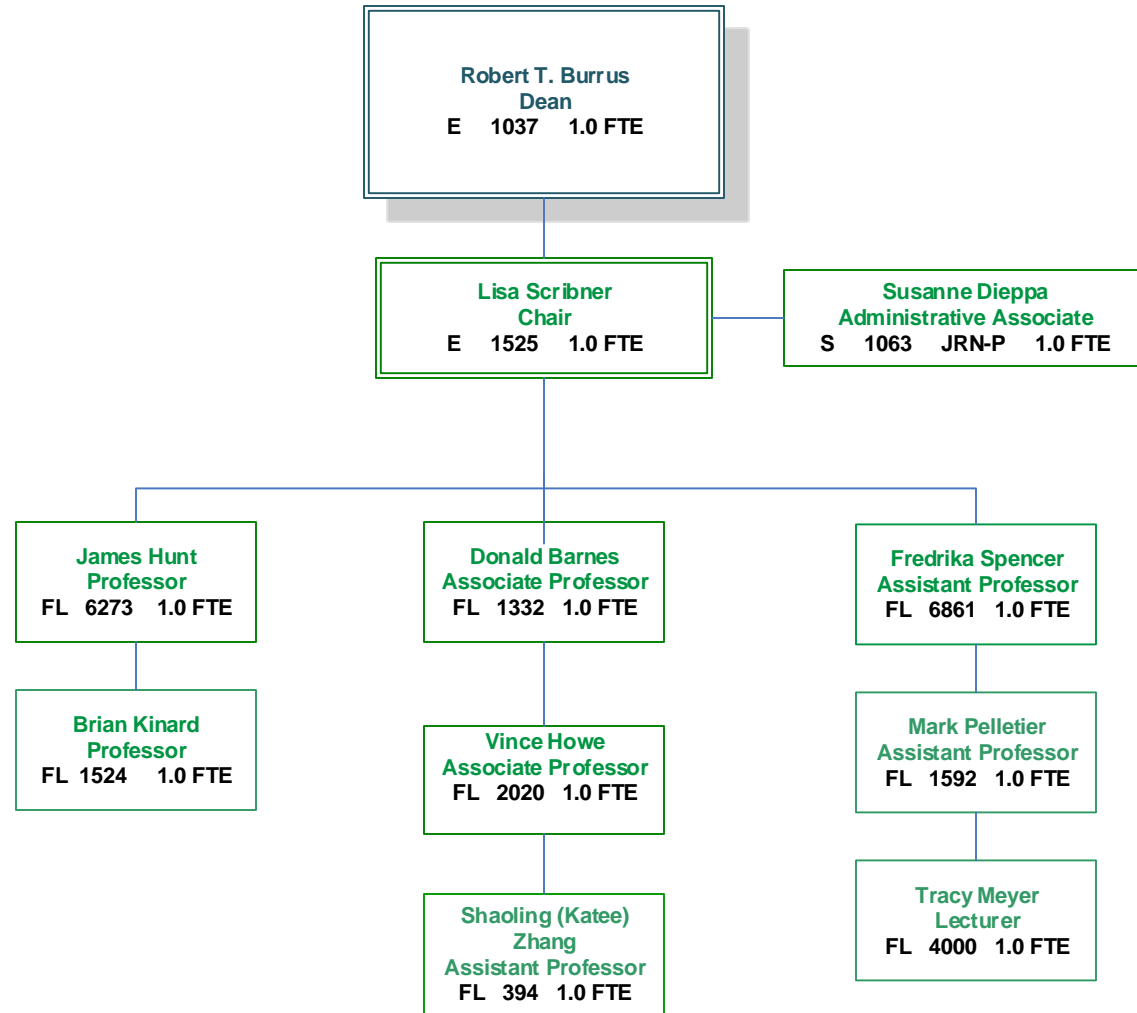 Robert T. Burrus
Dean
E 1037 1.0 FTE
Lisa Scribner
Chair
E 1525 1.0 FTE
Susanne Dieppa
Administrative Associate
S 1063 JRN-P 1.0 FTE
James Hunt
Professor
FL 6273 1.0 FTE
Donald Barnes
Associate Professor
FL 1332 1.0 FTE
Fredrika Spencer
Assistant Professor
FL 6861 1.0 FTE
Brian Kinard
Professor
FL 1524 1.0 FTE
Vince Howe
Associate Professor
FL 2020 1.0 FTE
Mark Pelletier
Assistant Professor
FL 1592 1.0 FTE
Shaoling (Katee)
Zhang
Assistant Professor
FL 394 1.0 FTE
Tracy Meyer
Lecturer
FL 4000 1.0 FTE